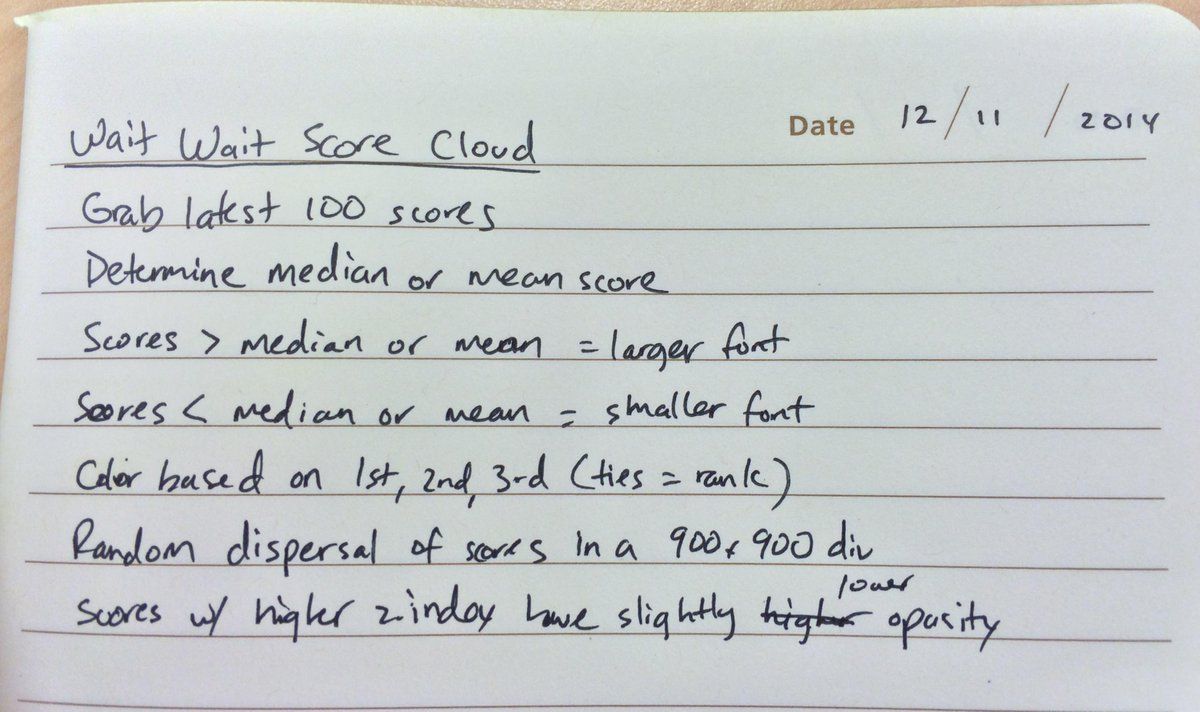 Date 12/11/2014
Wait Wait Score Cloud
Grab latest 100 scores
Determine median or mean score
Scores > median or mean = larger font
Scores < median or mean = smaller font
Color based on 1st, 2nd, 3rd (ties = rank)
Random dispersal of scores in a 900x900 div
lower
Scores w/ higher z-index have slightly higher opacity